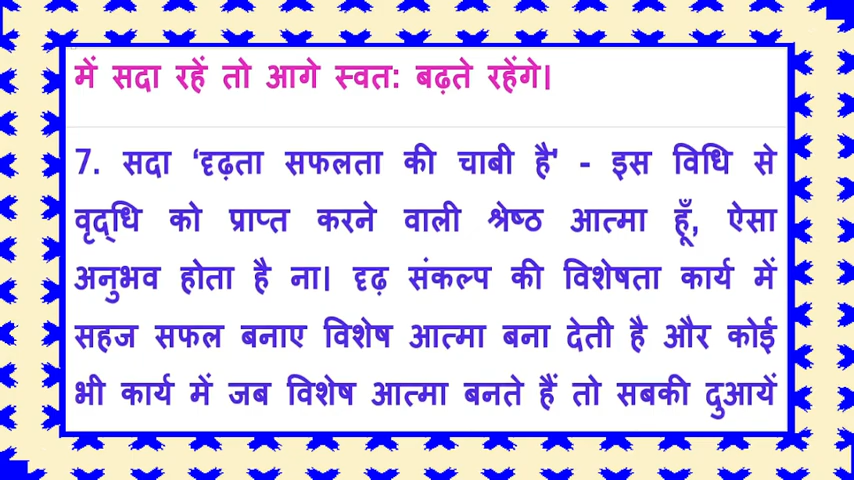 में सदा रहें तो आगे स्वत: बढ़ते रहेंगे।
7. सदा ‘दृढ़ता सफलता की चाबी है' - इस विधि से
वृद्धि को प्राप्त करने वाली श्रेष्ठ आत्मा हूँ, ऐसा
अनुभव होता है ना। दृढ़ संकल्प की विशेषता कार्य में
सहज सफल बनाए विशेष आत्मा बना देती है और कोई
भी कार्य में जब विशेष आत्मा बनते हैं तो सबकी दुआयें